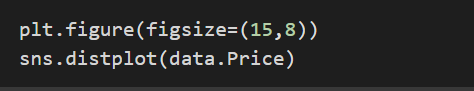 plt.figure(figsize=(15,8))
sns.distplot(data.Price)